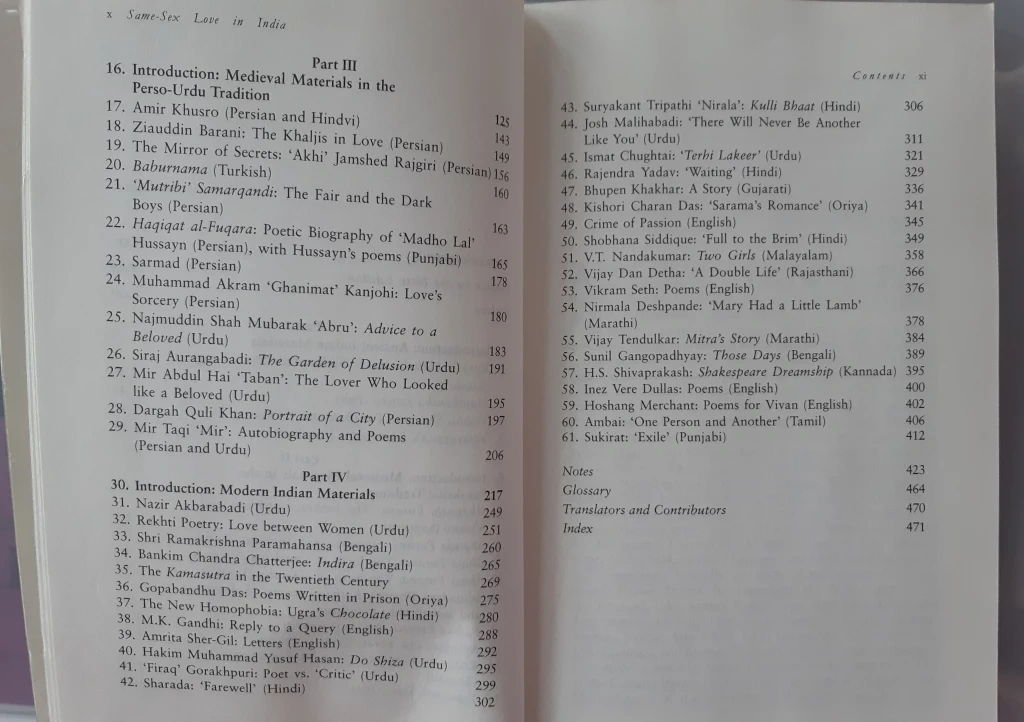 x Same-Sex Love in India
Part III
16. Introduction: Medieval Materials in the
Perso-Urdu Tradition 125
17. Amir Khusro (Persian and Hindvi) 143
18. Ziauddin Barani: The Khaljis in Love (Persian) 149
19. The Mirror of Secrets: 'Akhi' Jamshed Rajgiri (Persian) 156
20. Baburnama (Turkish) 160
21. 'Mutribi' Samarqandi: The Fair and the Dark
Boys (Persian) 163
22. Haqiqat al-Fuqara: Poetic Biography of 'Madho Lal'
Hussayn (Persian), with Hussayn's poems (Punjabi) 165
23. Sarmad (Persian) 178
24. Muhammad Akram 'Ghanimat' Kanjohi: Love's
Sorcery (Persian) 180
25. Najmuddin Shah Mubarak 'Abru': Advice to a
Beloved (Urdu) 183
26. Siraj Aurangabadi: The Garden of Delusion (Urdu) 191
27. Mir Abdul Hai 'Taban': The Lover Who Looked
like a Beloved (Urdu) 195
28. Dargah Quli Khan: Portrait of a City (Persian) 197
29. Mir Taqi 'Mir': Autobiography and Poems
(Persian and Urdu) 206
Part IV
30. Introduction: Modern Indian Materials 217
31. Nazir Akbarabadi (Urdu) 249
32. Rekhti Poetry: Love between Women (Urdu) 251
33. Shri Ramakrishna Paramahansa (Bengali) 260
34. Bankim Chandra Chatterjee: Indira (Bengali) 265
35. The Kamasutra in the Twentieth Century 269
36. Gopabandhu Das: Poems Written in Prison (Oriya) 275
37. The New Homophobia: Ugra's Chocolate (Hindi) 280
38. M.K. Gandhi: Reply to a Query (English) 288
39. Amrita Sher-Gil: Letters (English) 292
40. Hakim Muhammad Yusuf Hasan: Do Shiza (Urdu) 295
41. 'Firaq' Gorakhpuri: Poet vs. 'Critic' (Urdu) 299
42. Sharada: 'Farewell' (Hindi) 302
Contents xi
43. Suryakant Tripathi 'Nirala': Kulli Bhaat (Hindi) 306
44. Josh Malihabadi: 'There Will Never Be Another
Like You' (Urdu) 311
45. Ismat Chughtai: 'Terhi Lakeer' (Urdu) 321
46. Rajendra Yadav: 'Waiting' (Hindi) 329
47. Bhupen Khakhar: A Story (Gujarati) 336
48. Kishori Charan Das: 'Sarama's Romance' (Oriya) 341
49. Crime of Passion (English) 345
50. Shobhana Siddique: 'Full to the Brim' (Hindi) 349
51. V.T. Nandakumar: Two Girls (Malayalam) 358
52. Vijay Dan Detha: 'A Double Life' (Rajasthani) 366
53. Vikram Seth: Poems (English) 376
54. Nirmala Deshpande: 'Mary Had a Little Lamb'
(Marathi) 378
55. Vijay Tendulkar: Mitra's Story (Marathi) 384
56. Sunil Gangopadhyay: Those Days (Bengali) 389
57. H.S. Shivaprakash: Shakespeare Dreamship (Kannada) 395
58. Inez Vere Dullas: Poems (English) 400
59. Hoshang Merchant: Poems for Vivan (English) 402
60. Ambai: 'One Person and Another' (Tamil) 406
61. Sukirat: 'Exile' (Punjabi) 412
Notes 423
Glossary 464
Translators and Contributors 470
Index 471